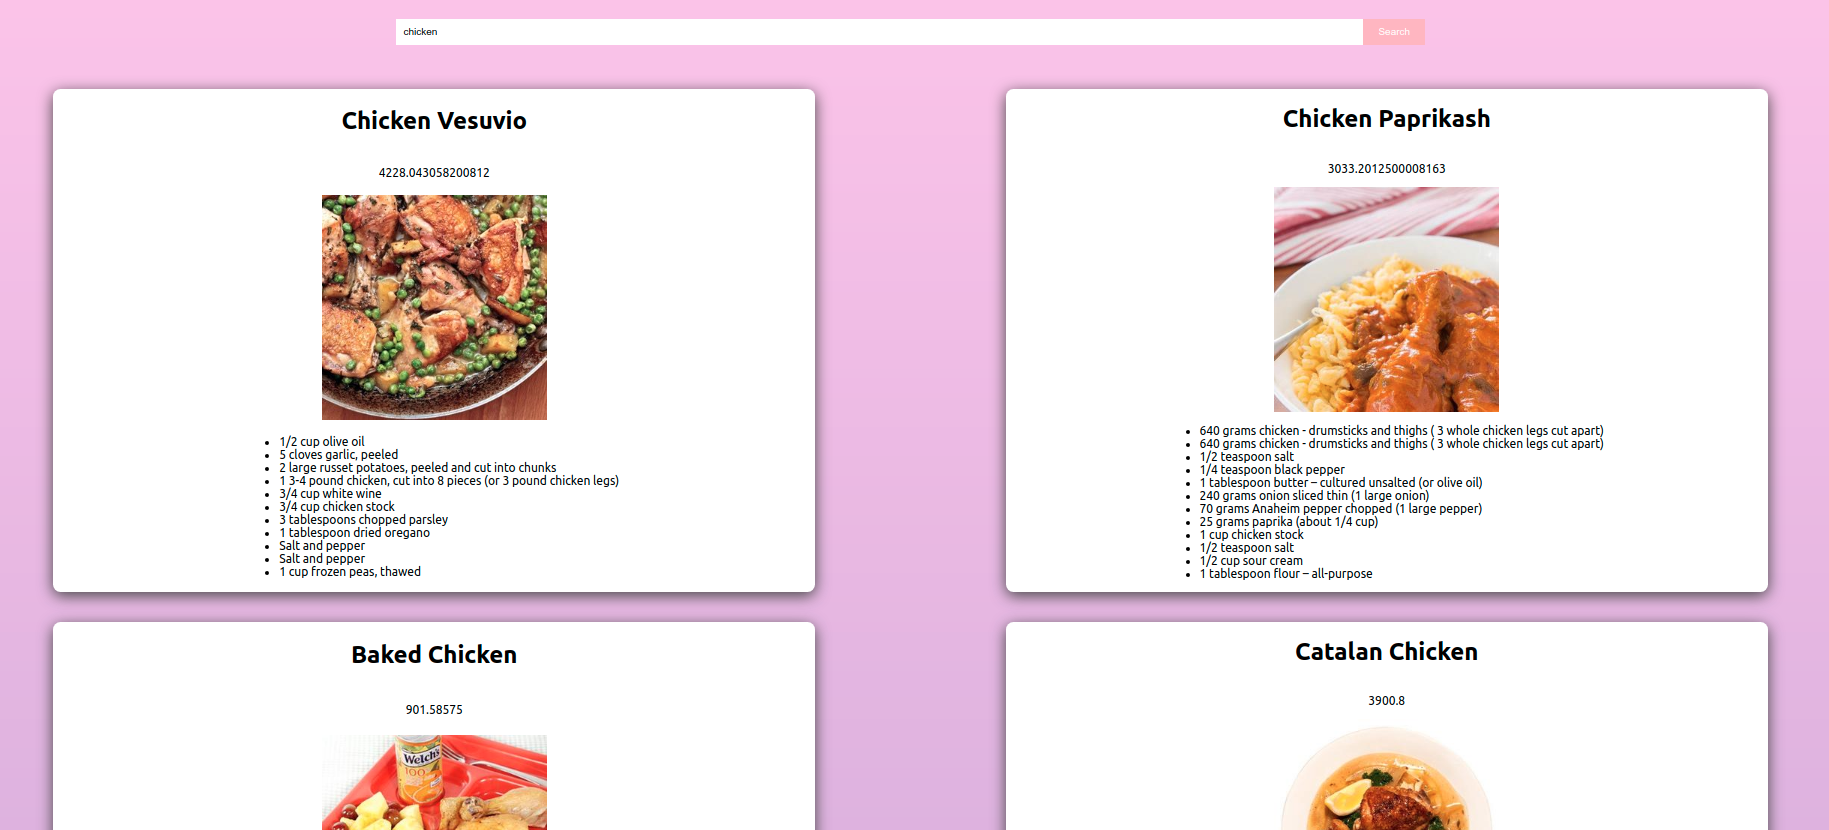 chicken
Search
Chicken Vesuvio
4228.043058200812
1/2 cup olive oil
5 cloves garlic, peeled
2 large russet potatoes, peeled and cut into chunks
1 3-4 pound chicken, cut into 8 pieces (or 3 pound chicken legs)
3/4 cup white wine
3/4 cup chicken stock
3 tablespoons chopped parsley
1 tablespoon dried oregano
Salt and pepper
Salt and pepper
1 cup frozen peas, thawed
Chicken Paprikash
3033.2012500008163
640 grams chicken - drumsticks and thighs ( 3 whole chicken legs cut apart)
640 grams chicken - drumsticks and thighs ( 3 whole chicken legs cut apart)
1/2 teaspoon salt
1/4 teaspoon black pepper
1 tablespoon butter – cultured unsalted (or olive oil)
240 grams onion sliced thin (1 large onion)
70 grams Anaheim pepper chopped (1 large pepper)
25 grams paprika (about 1/4 cup)
1 cup chicken stock
1/2 teaspoon salt
1/2 cup sour cream
1 tablespoon flour – all-purpose
Baked Chicken
901.58575
Welch's
100
Catalan Chicken
3900.8